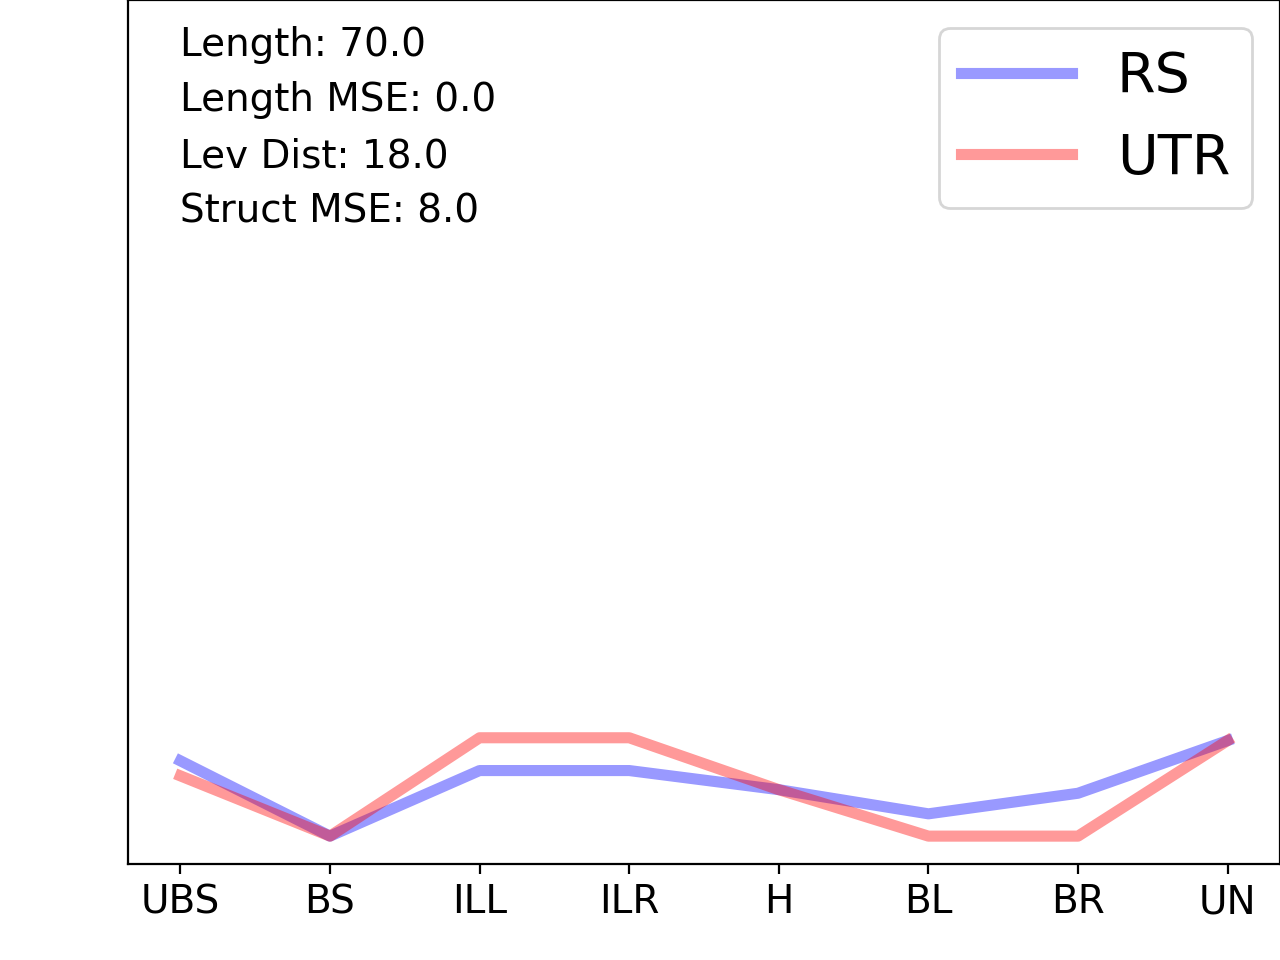 Length: 70.0
Length MSE: 0.0
Lev Dist: 18.0
Struct MSE: 8.0
RS
UTR
UBS BS ILL ILR H BL BR UN